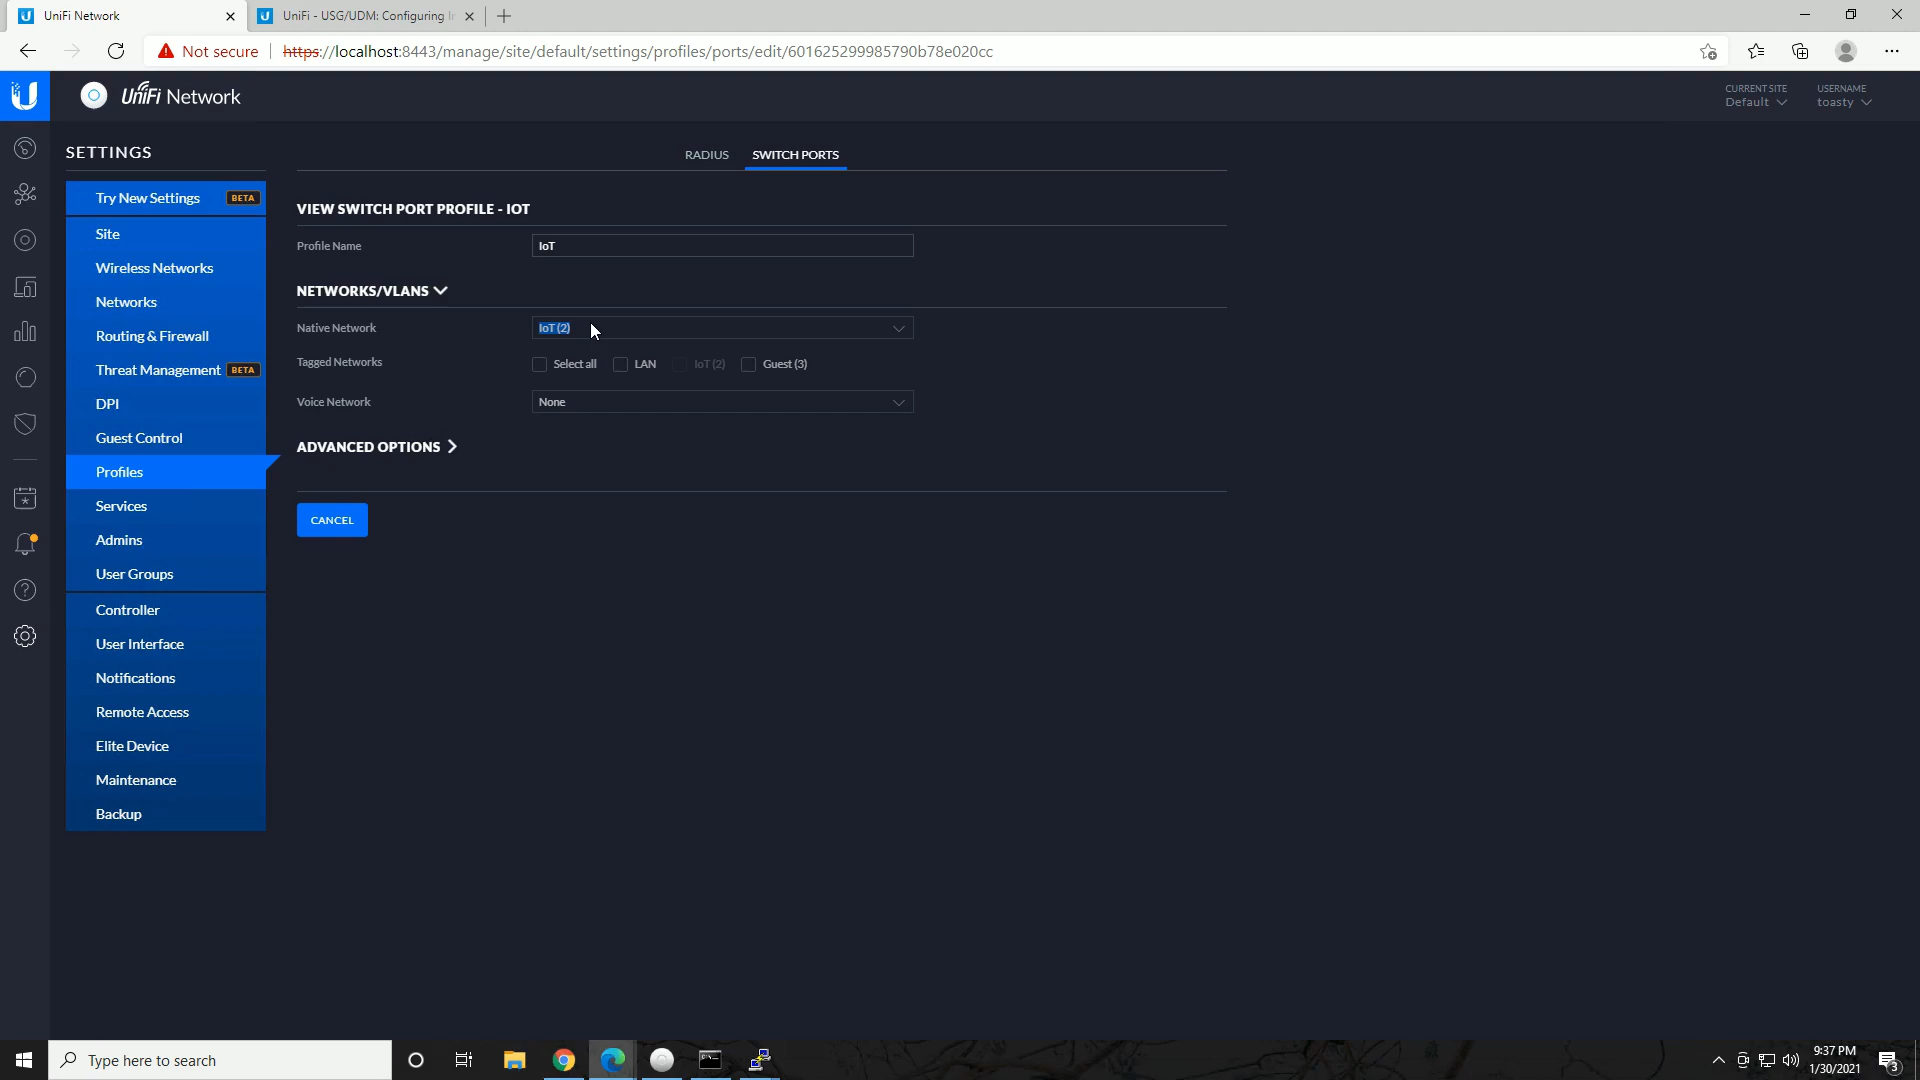 UniFi Network
UniFi - USG/UDM: Configuring I
Not secure
https://localhost:8443/manage/site/default/settings/profiles/ports/edit/601625299985790b78e020cc
UniFi Network
CURRENT SITE
Default
USERNAME
toasty
SETTINGS
RADIUS
SWITCH PORTS
Try New Settings BETA
Site
Wireless Networks
Networks
Routing & Firewall
Threat Management BETA
DPI
Guest Control
Profiles
Services
Admins
User Groups
Controller
User Interface
Notifications
Remote Access
Elite Device
Maintenance
Backup
VIEW SWITCH PORT PROFILE - IOT
Profile Name
IoT
NETWORKS/VLANS
Native Network
IoT (2)
Tagged Networks
Select all
LAN
IoT (2)
Guest (3)
Voice Network
None
ADVANCED OPTIONS
CANCEL
Type here to search
9:37 PM
1/30/2021
3